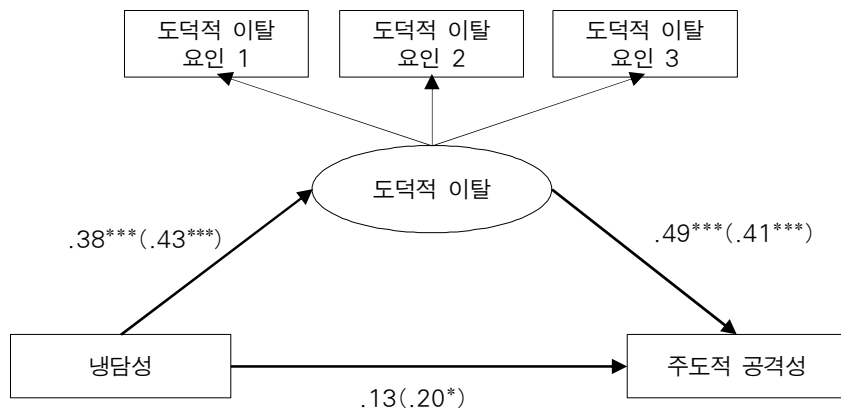 도덕적 이탈
요인 1
도덕적 이탈
요인 2
도덕적 이탈
요인 3
도덕적 이탈
.38***(.43***)
.49***(.41***)
냉담성
주도적 공격성
.13(.20*)